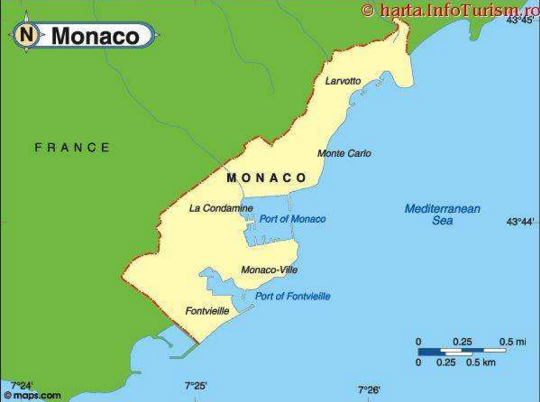 © harta.InfoTurism.ro
43°45'
N Monaco
Larvotto
FRANCE
Monte Carlo
MONACO
La Condamine
Port of Monaco
Mediterranean
Sea
43°44'
Monaco-Ville
Port of Fontvieille
Fontvieille
0 0.25 0.5 mi
0 0.25 0.5 km
7°24'
7°25'
7°26'
© maps.com